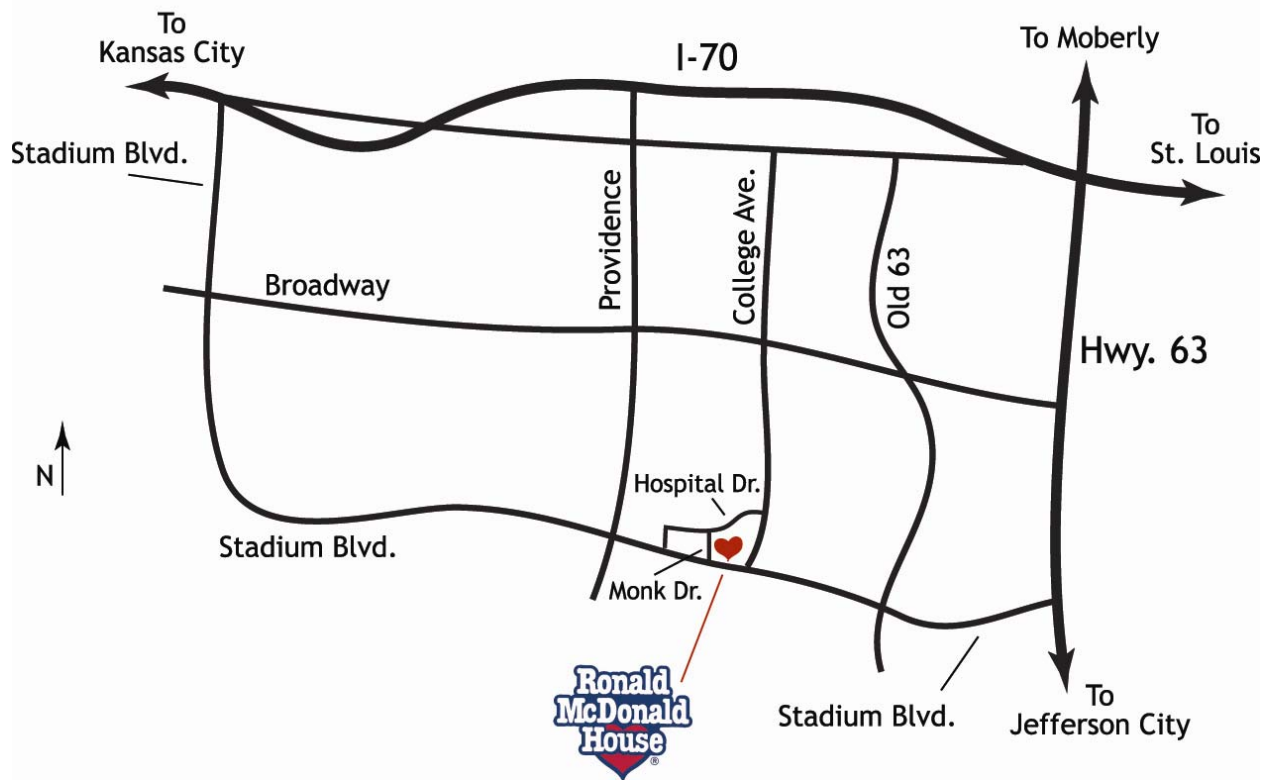 To
Kansas City
I-70
To Moberly
To
St. Louis
Stadium Blvd.
Providence
College Ave.
Old 63
Broadway
Hwy. 63
N
Hospital Dr.
Stadium Blvd.
Monk Dr.
Ronald
McDonald
House
®
Stadium Blvd.
To
Jefferson City